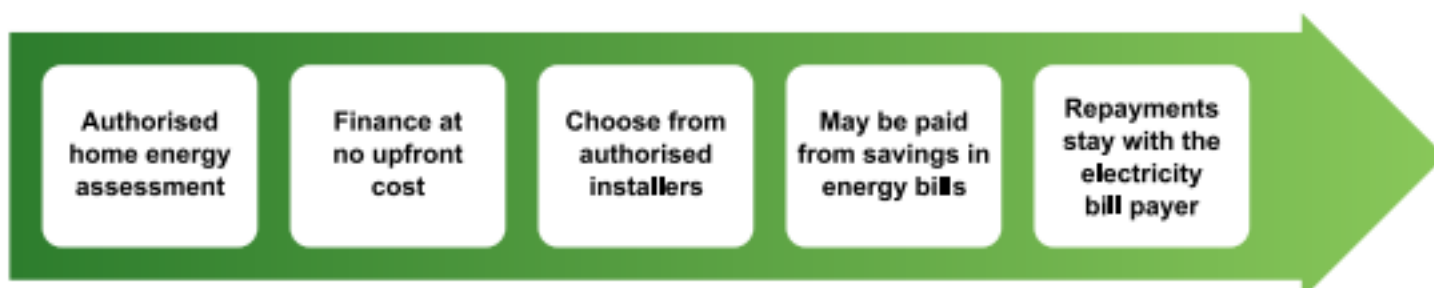 Authorised
home energy
assessment
Finance at
no upfront
cost
Choose from
authorised
installers
May be paid
from savings in
energy bills
Repayments
stay with the
electricity
bill payer